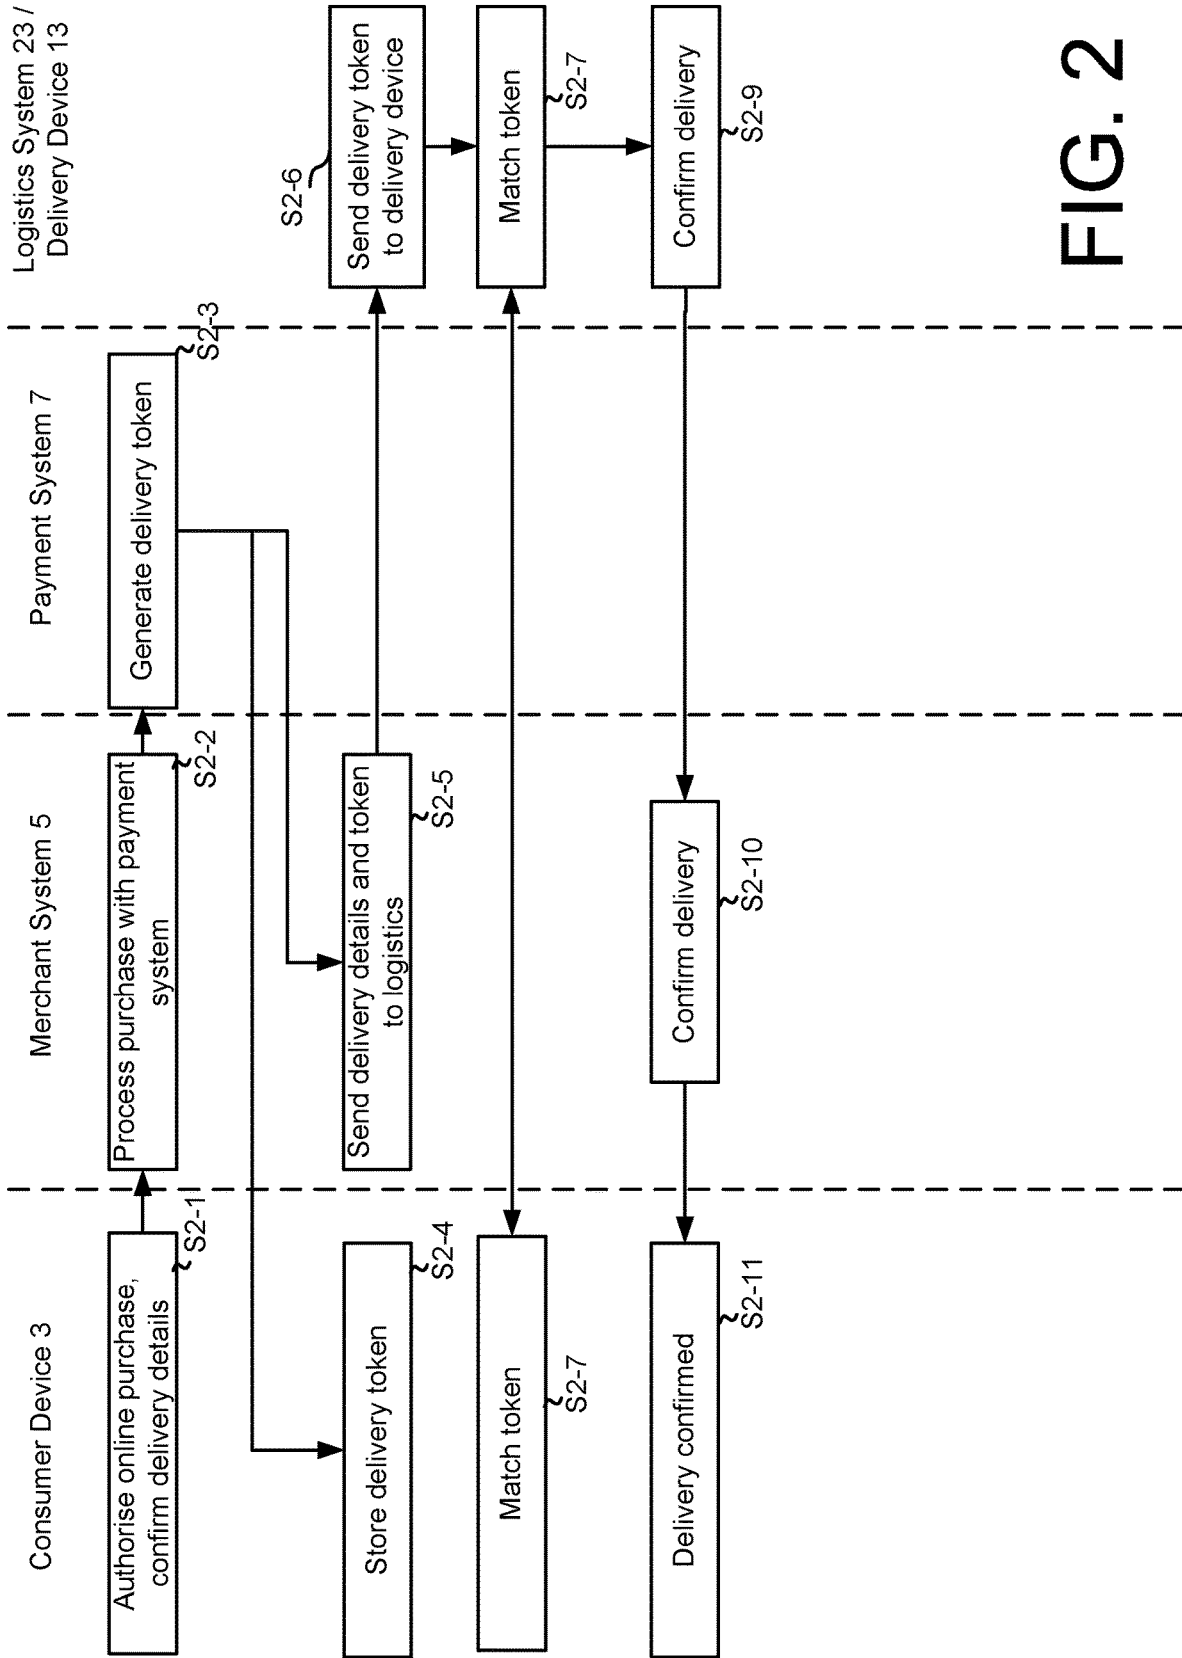 Consumer Device 3
Merchant System 5
Payment System 7
Logistics System 23 /
Delivery Device 13
Authorise online purchase,
confirm delivery details
S2-1
Process purchase with payment
system
S2-2
Generate delivery token
S2-3
Store delivery token
S2-4
Send delivery details and token
to logistics
S2-5
S2-6
Send delivery token
to delivery device
Match token
S2-7
Match token
S2-7
Delivery confirmed
S2-11
Confirm delivery
S2-10
Confirm delivery
S2-9
FIG. 2